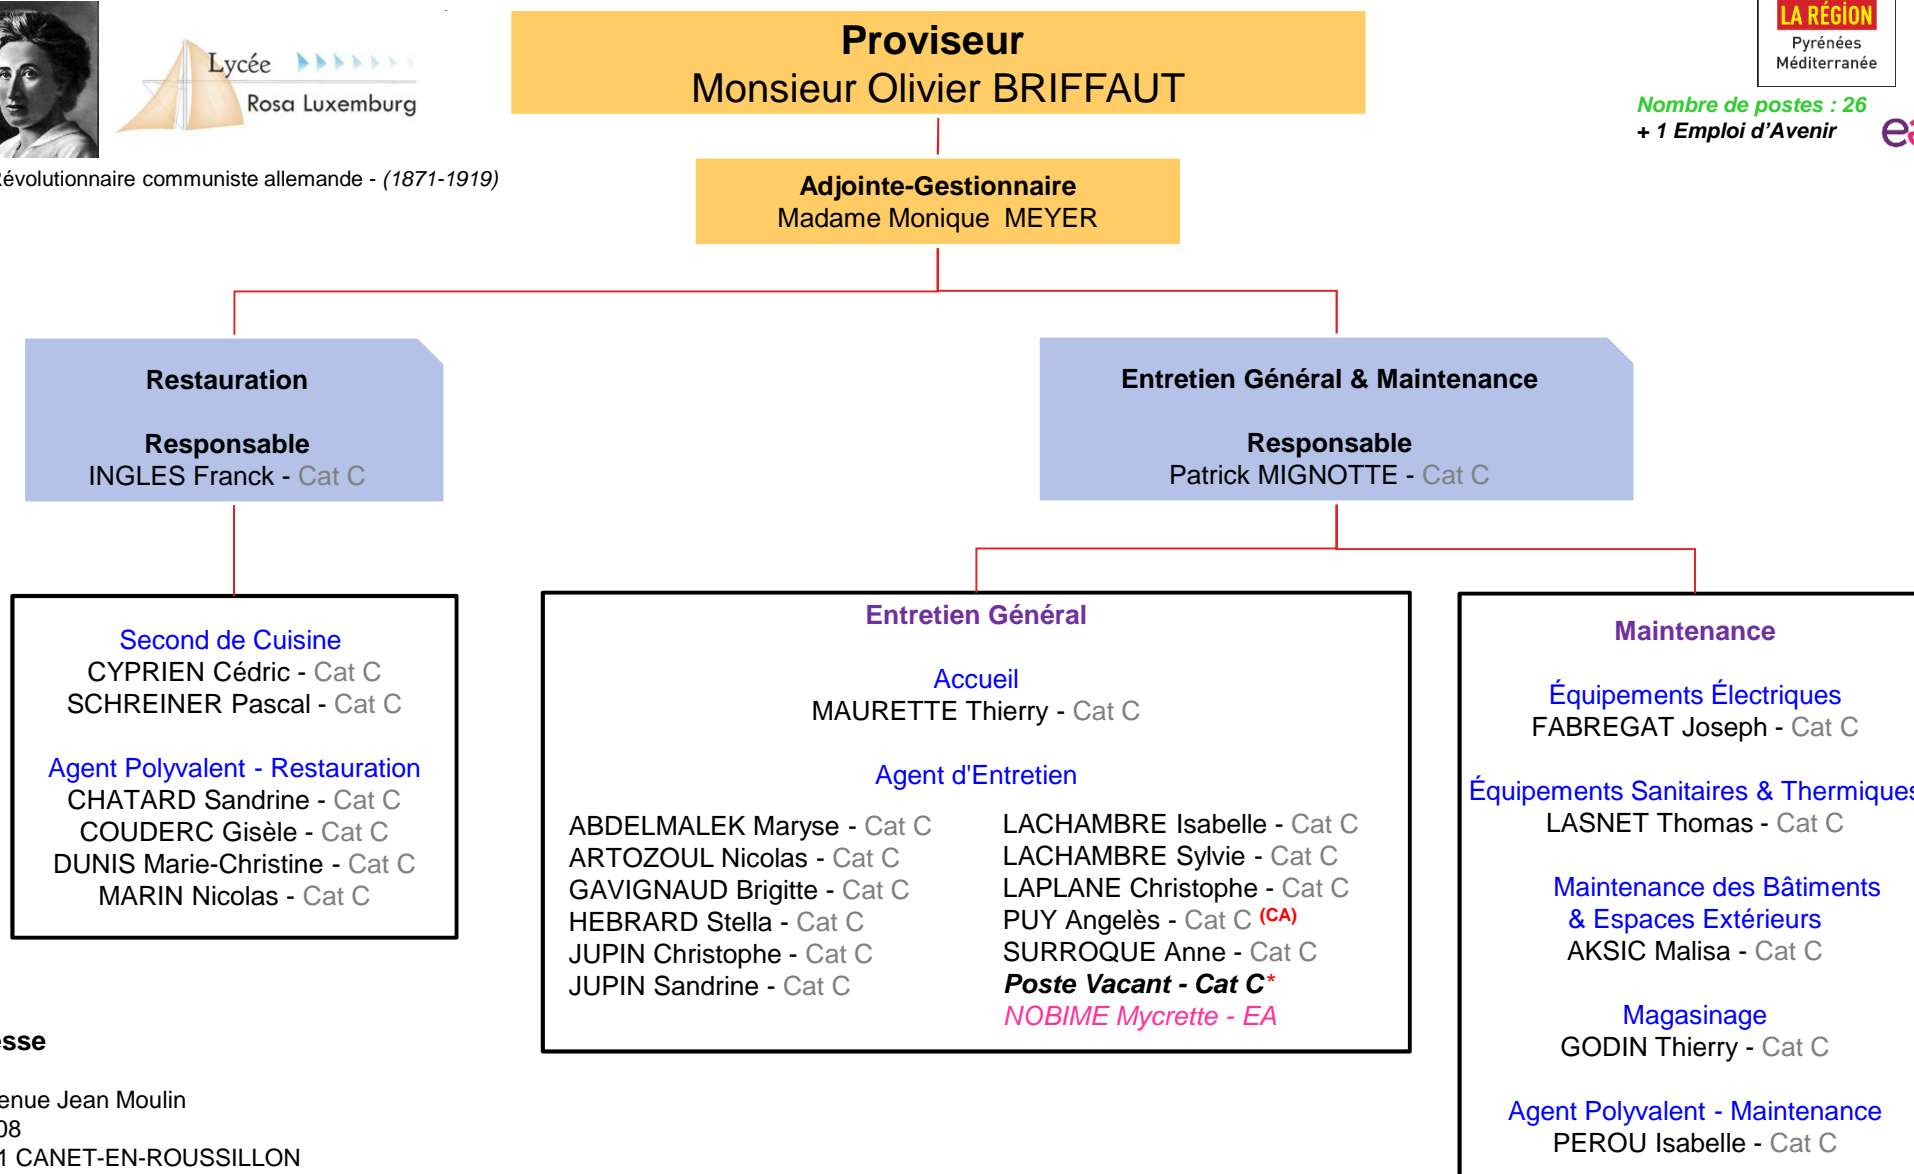 Lycée
Rosa Luxemburg
Révolutionnaire communiste allemande - (1871-1919)
Proviseur
Monsieur Olivier BRIFFAUT
LA RÉGION
Pyrénées
Méditerranée
Nombre de postes : 26
+ 1 Emploi d'Avenir
Adjointe-Gestionnaire
Madame Monique MEYER
Restauration
Responsable
INGLES Franck - Cat C
Entretien Général & Maintenance
Responsable
Patrick MIGNOTTE - Cat C
Second de Cuisine
CYPRIEN Cédric - Cat C
SCHREINER Pascal - Cat C
Agent Polyvalent - Restauration
CHATARD Sandrine - Cat C
COUDERC Gisèle - Cat C
DUNIS Marie-Christine - Cat C
MARIN Nicolas - Cat C
Entretien Général
Accueil
MAURETTE Thierry - Cat C
Agent d'Entretien
ABDELMALEK Maryse - Cat C
ARTOZOUL Nicolas - Cat C
GAVIGNAUD Brigitte - Cat C
HEBRARD Stella - Cat C
JUPIN Christophe - Cat C
JUPIN Sandrine - Cat C
LACHAMBRE Isabelle - Cat C
LACHAMBRE Sylvie - Cat C
LAPLANE Christophe - Cat C
PUY Angelès - Cat C (CA)
SURROQUE Anne - Cat C
Poste Vacant - Cat C*
NOBIME Mycrette - EA
Maintenance
Équipements Électriques
FABREGAT Joseph - Cat C
Équipements Sanitaires & Thermiques
LASNET Thomas - Cat C
Maintenance des Bâtiments
& Espaces Extérieurs
AKSIC Malisa - Cat C
Magasinage
GODIN Thierry - Cat C
Agent Polyvalent - Maintenance
PEROU Isabelle - Cat C
Jean Moulin
CANET-EN-ROUSSILLON